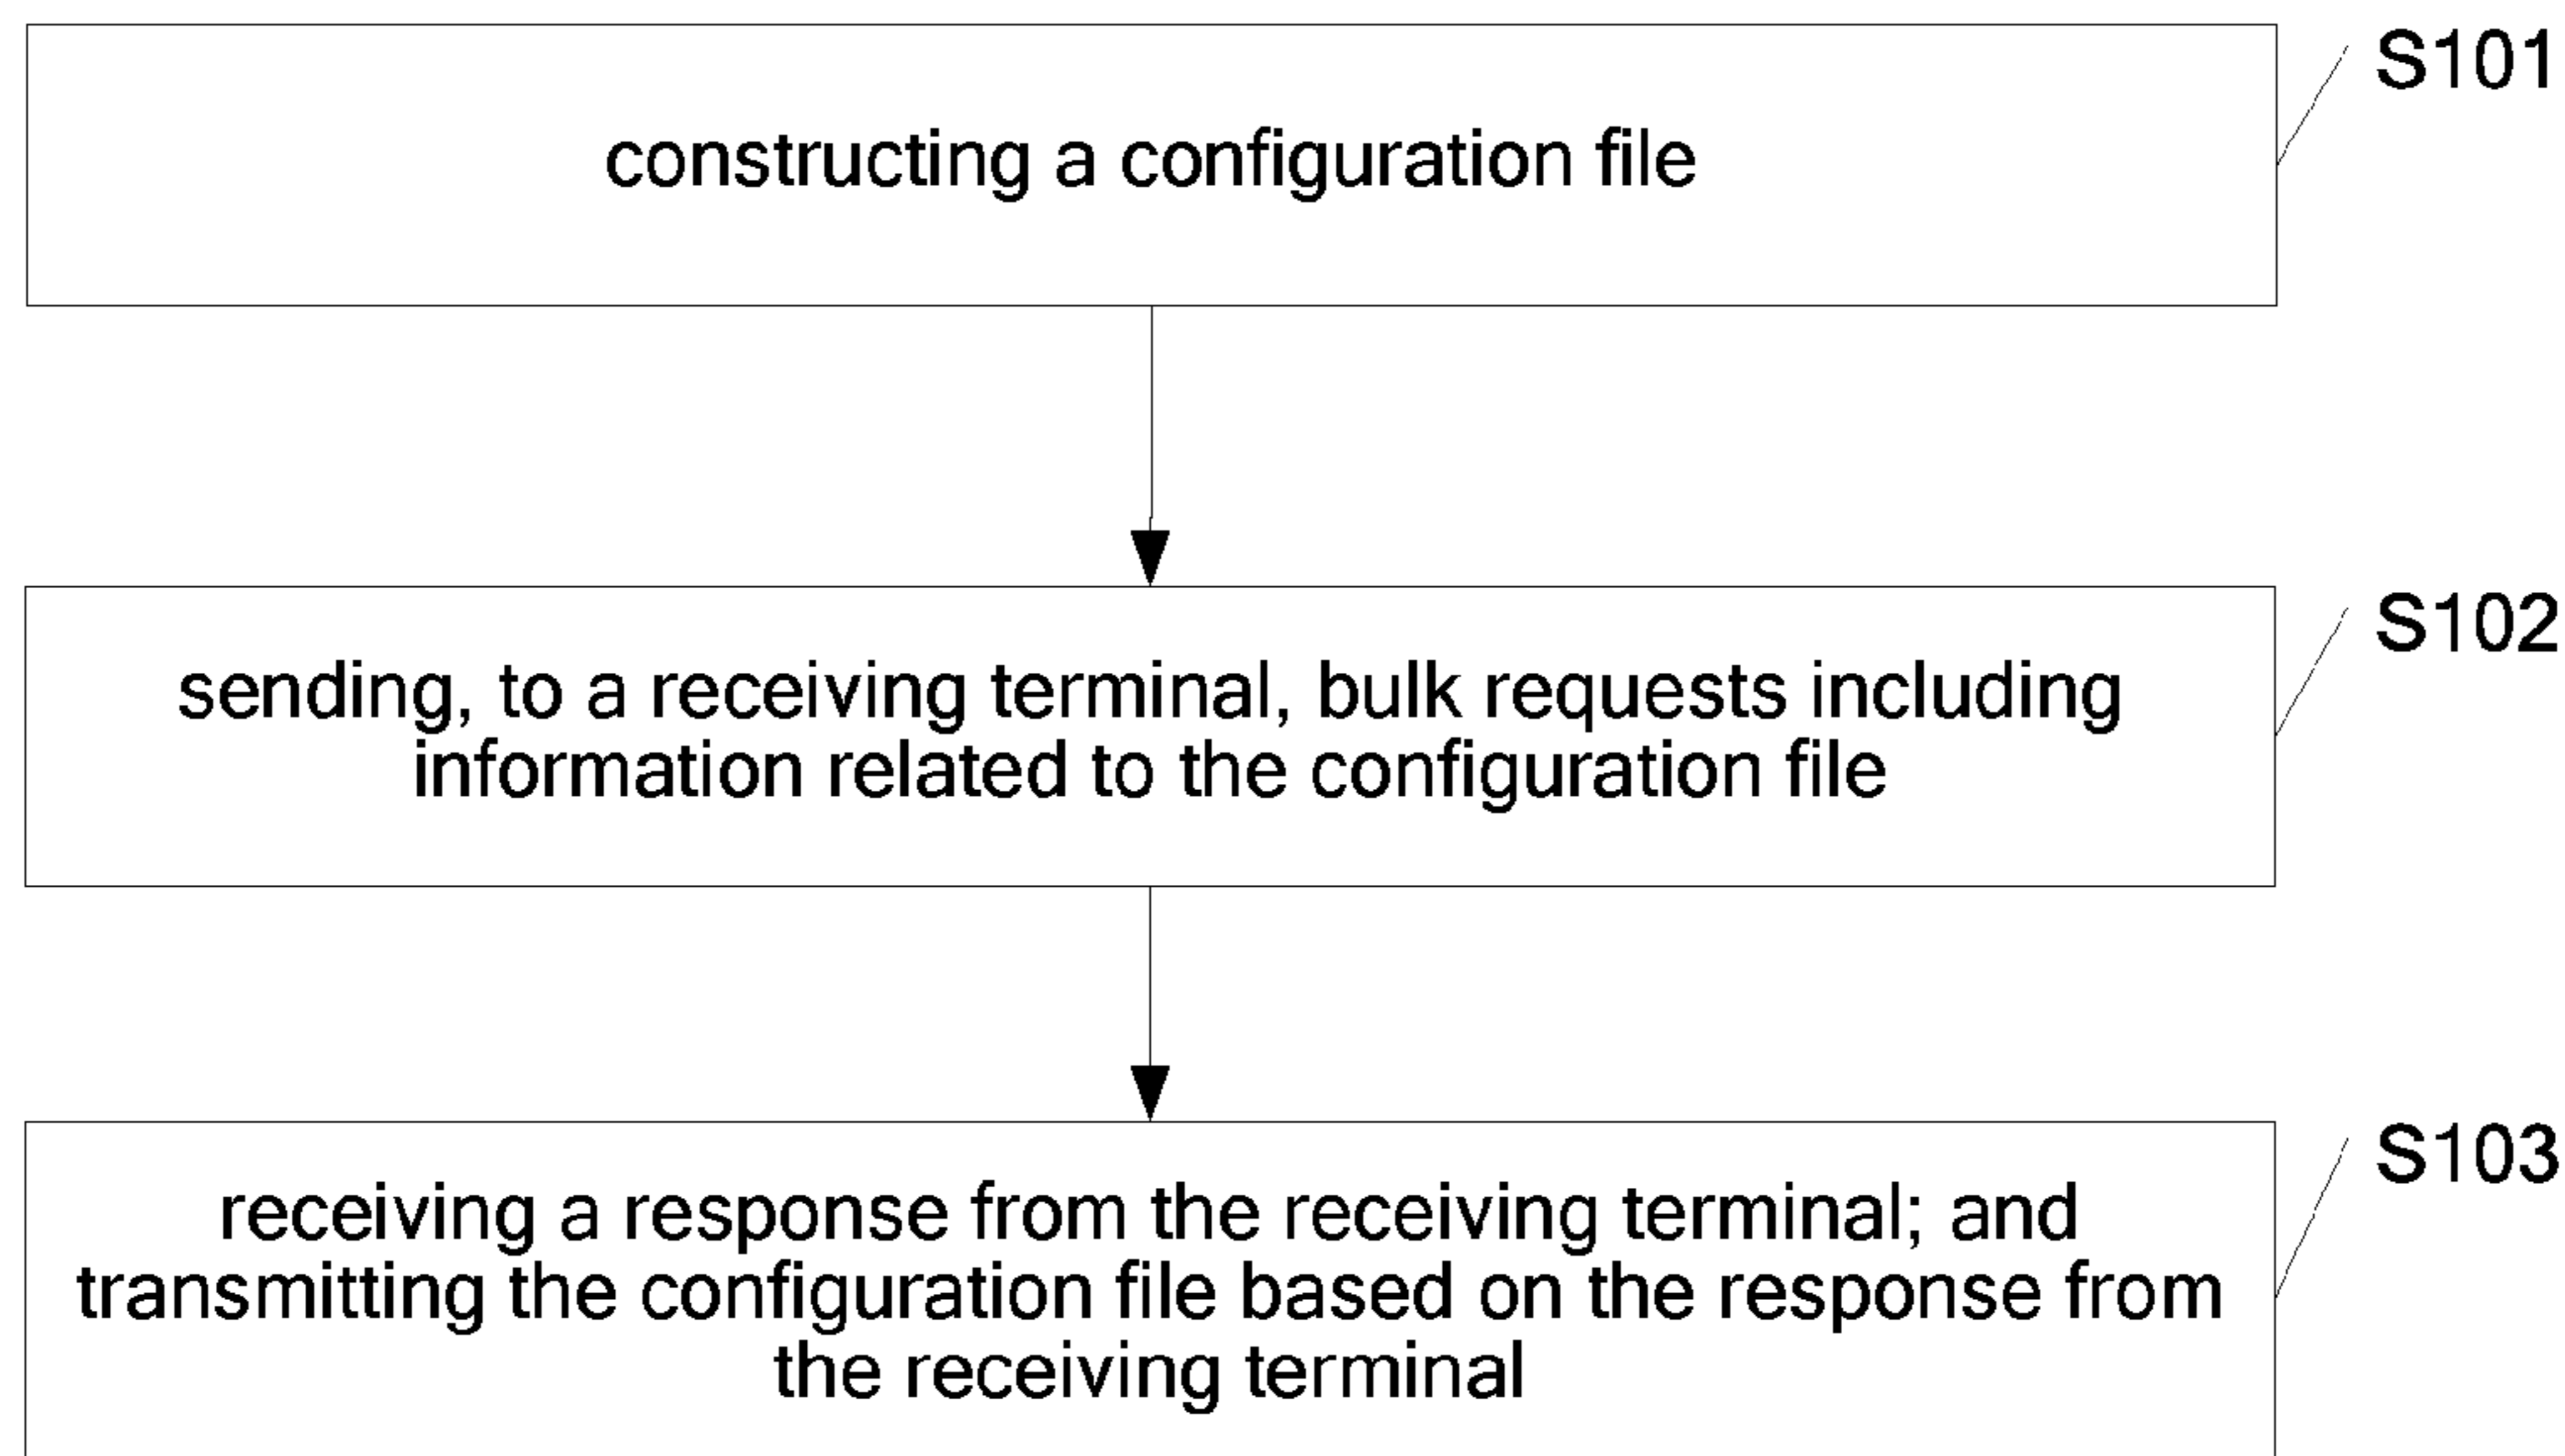 constructing a configuration file
S101
sending, to a receiving terminal, bulk requests including
information related to the configuration file
S102
receiving a response from the receiving terminal; and
transmitting the configuration file based on the response from
the receiving terminal
S103